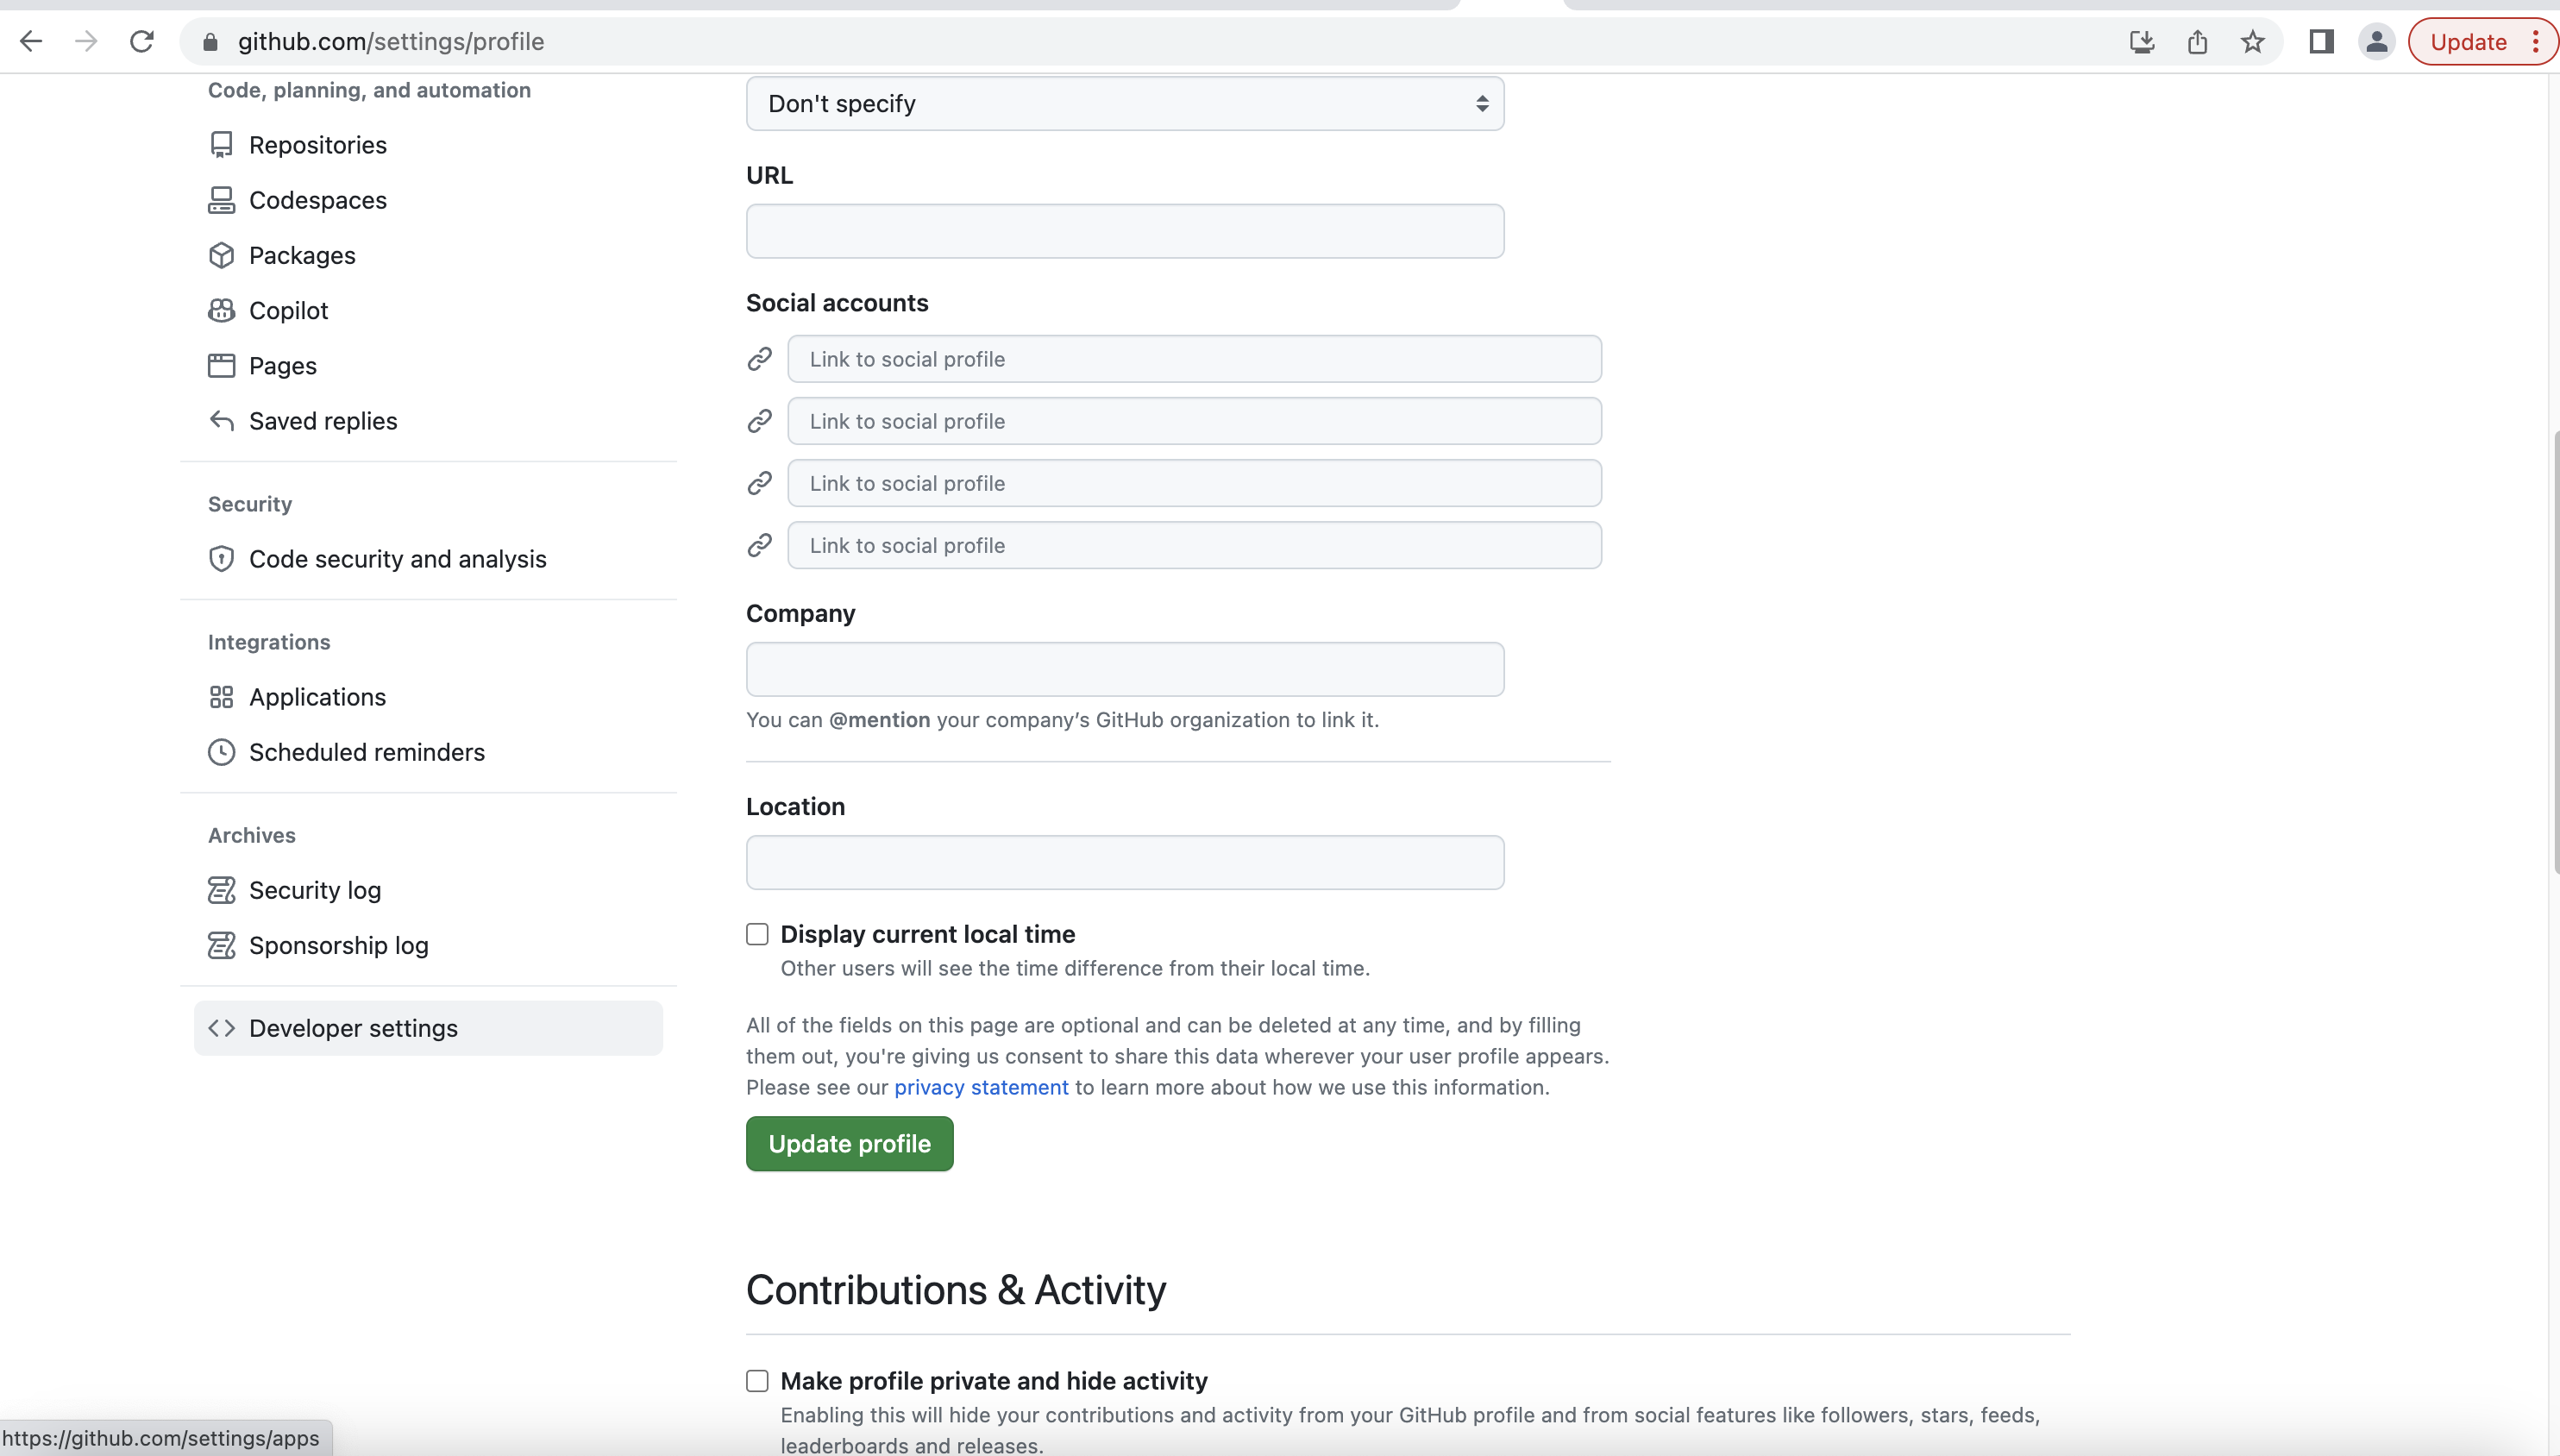 github.com/settings/profile
Update
Code, planning, and automation
Repositories
Codespaces
Packages
Copilot
Pages
Saved replies
Security
Code security and analysis
Integrations
Applications
Scheduled reminders
Archives
Security log
Sponsorship log
Developer settings
Don't specify
URL
Social accounts
Link to social profile
Link to social profile
Link to social profile
Link to social profile
Company
You can @mention your company’s GitHub organization to link it.
Location
Display current local time
Other users will see the time difference from their local time.
All of the fields on this page are optional and can be deleted at any time, and by filling
them out, you're giving us consent to share this data wherever your user profile appears.
Please see our privacy statement to learn more about how we use this information.
Update profile
Contributions & Activity
Make profile private and hide activity
Enabling this will hide your contributions and activity from your GitHub profile and from social features like followers, stars, feeds,
leaderboards and releases.
https://github.com/settings/apps